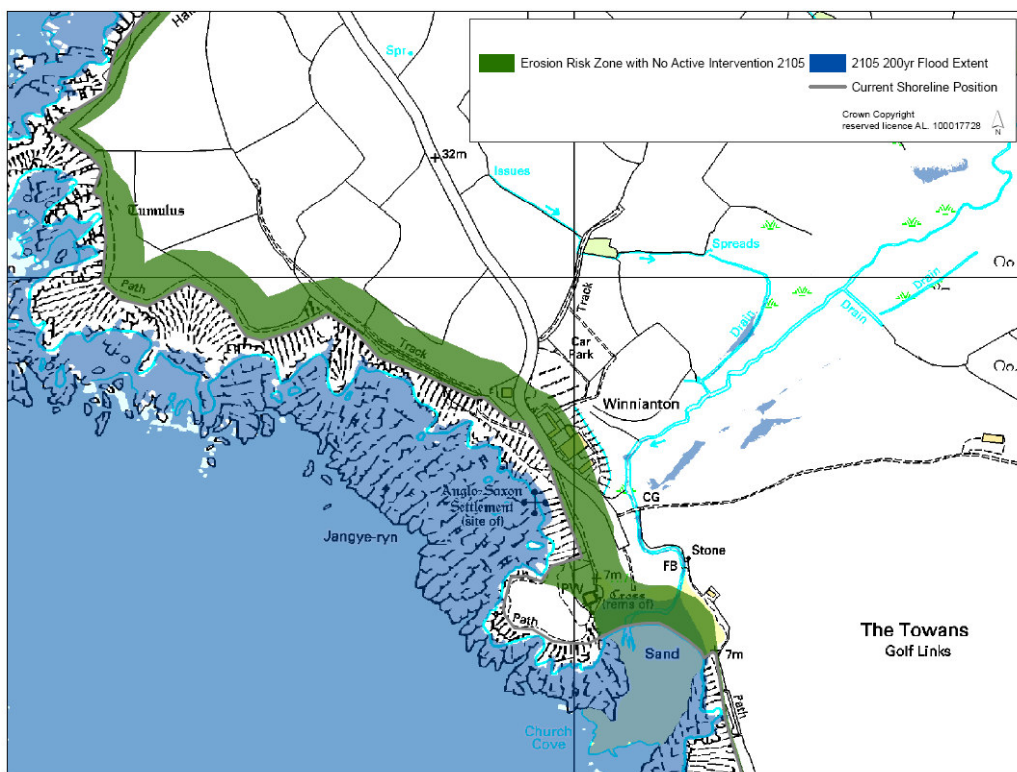 Erosion Risk Zone with No Active Intervention 2105
2105 200yr Flood Extent
Current Shoreline Position
Crown Copyright
reserved licence AL. 100017728
N
Spr
32m
Issues
Tumulus
Spreads
Path
Track
Drain
Drain
Drain
Track
Car
Park
Winnianton
CG
Anglo-Saxon
Settlement
(site of)
Jangye-ryn
Stone
FB
7m
PW
Cross
(rems of)
Path
The Towans
Golf Links
Sand
7m
Path
Church
Cove